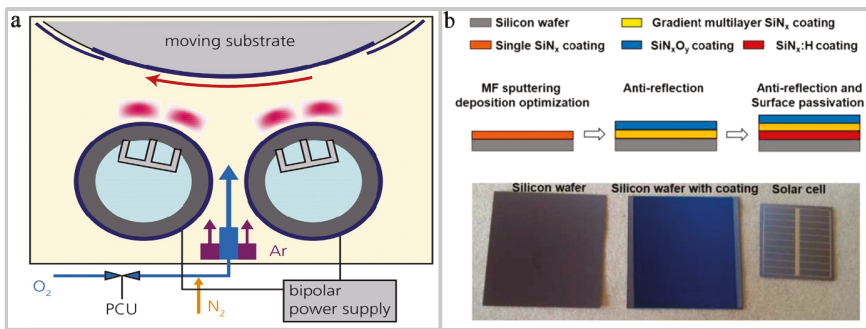 a
moving substrate
Ar
O₂
PCU
N₂
bipolar
power supply
b
Silicon wafer
Gradient multilayer SiNₓ coating
Single SiNₓ coating
SiNₓOᵧ coating
SiNₓ:H coating
MF sputtering
deposition optimization
Anti-reflection
Anti-reflection and
Surface passivation
Silicon wafer
Silicon wafer with coating
Solar cell